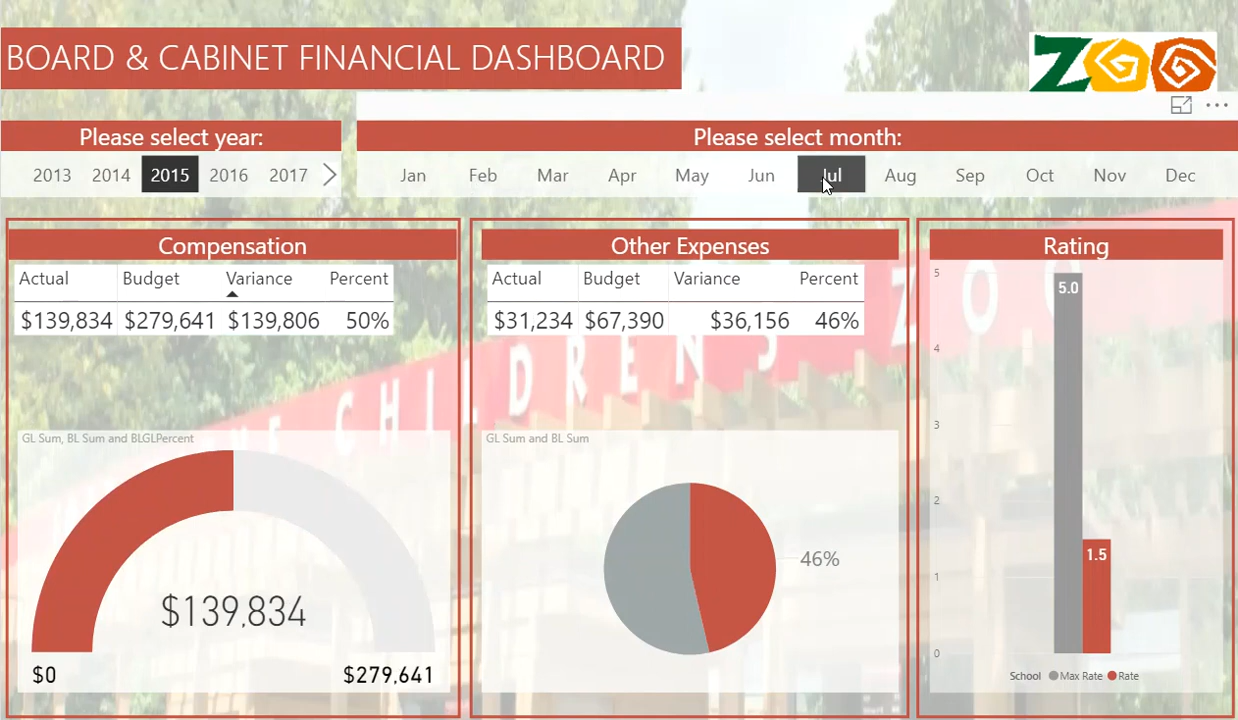 BOARD & CABINET FINANCIAL DASHBOARD
ZOO
Please select year:
Please select month:
2013 2014 2015 2016 2017
Jan Feb Mar Apr May Jun Jul Aug Sep Oct Nov Dec
Compensation
Actual Budget Variance Percent
$139,834 $279,641 $139,806 50%
GL Sum, BL Sum and BLGLPercent
$139,834
$0 $279,641
Other Expenses
Actual Budget Variance Percent
$31,234 $67,390 $36,156 46%
GL Sum and BL Sum
46%
Rating
5
4
3
2
1
0
5.0
1.5
School Max Rate Rate
THE CHILDREN'S ZOO